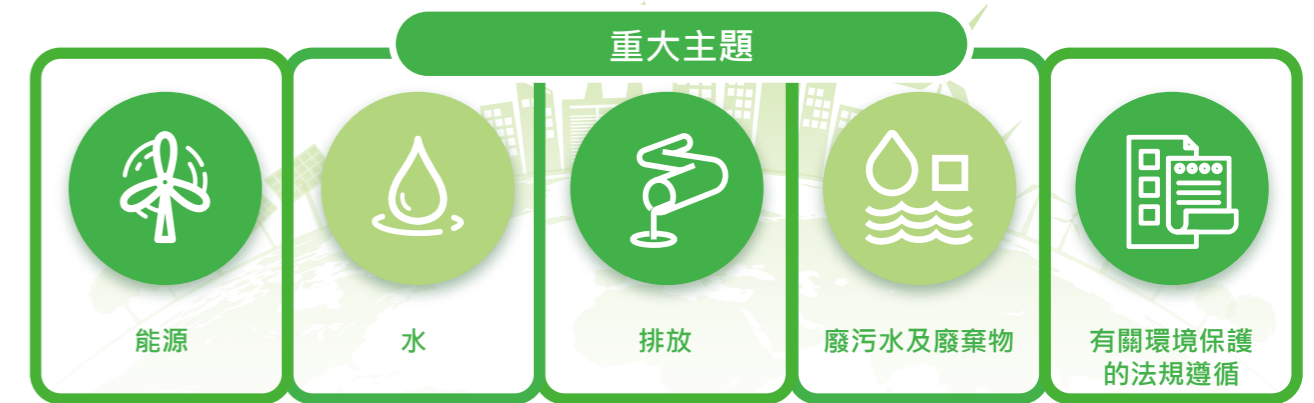 重大主題
能源
水
排放
廢污水及廢棄物
有關環境保護
的法規遵循